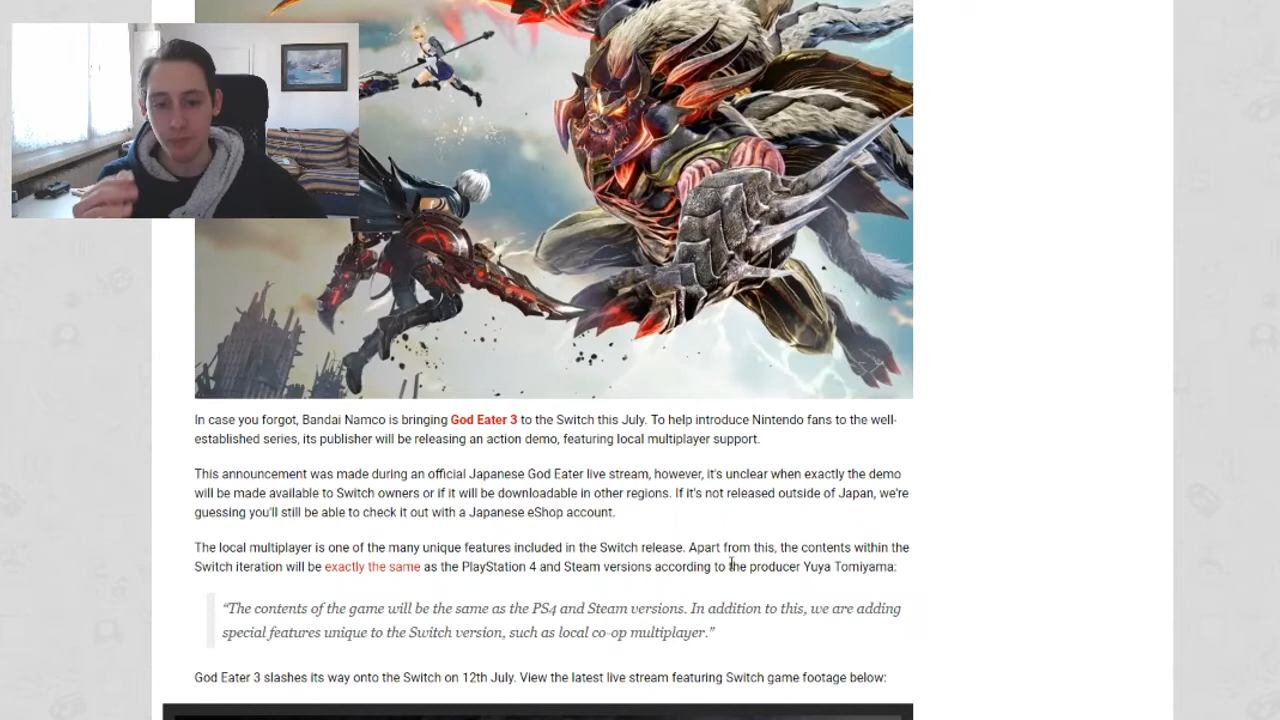 In case you forgot, Bandai Namco is bringing God Eater 3 to the Switch this July. To help introduce Nintendo fans to the well-
established series, its publisher will be releasing an action demo, featuring local multiplayer support.
This announcement was made during an official Japanese God Eater live stream, however, it's unclear when exactly the demo
will be made available to Switch owners or if it will be downloadable in other regions. If it's not released outside of Japan, we're
guessing you'll still be able to check it out with a Japanese eShop account.
The local multiplayer is one of the many unique features included in the Switch release. Apart from this, the contents within the
Switch iteration will be exactly the same as the PlayStation 4 and Steam versions according to the producer Yuya Tomiyama:
“The contents of the game will be the same as the PS4 and Steam versions. In addition to this, we are adding
special features unique to the Switch version, such as local co-op multiplayer.”
God Eater 3 slashes its way onto the Switch on 12th July. View the latest live stream featuring Switch game footage below: